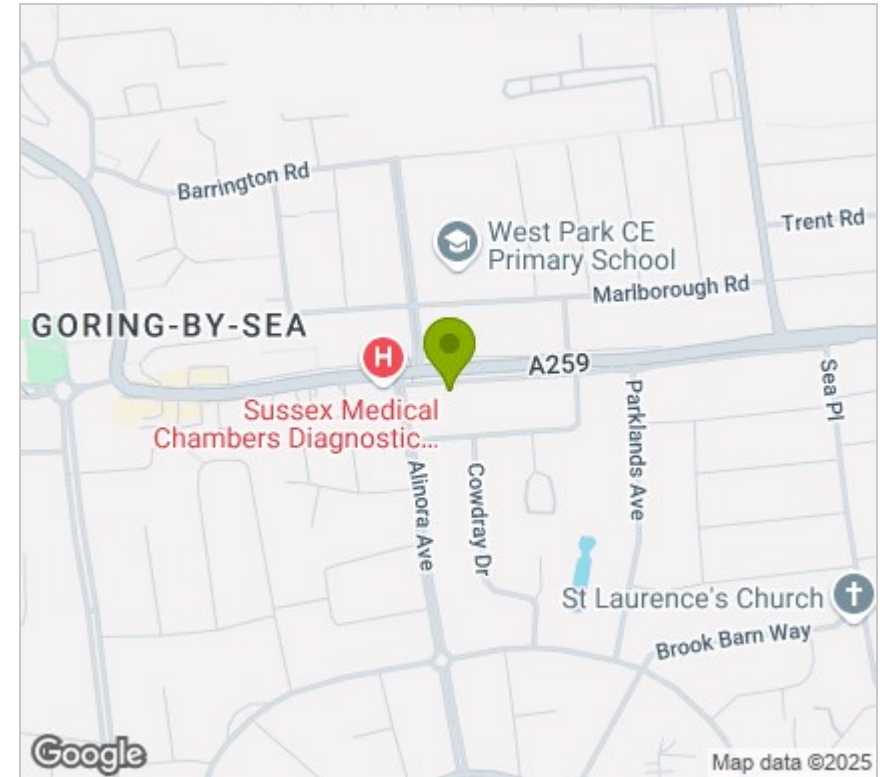 Barrington Rd
Trent Rd
West Park CE
Primary School
Marlborough Rd
GORING-BY-SEA
H
A259
Sussex Medical
Chambers Diagnostic...
Sea Pl
Parklands Ave
Alinora Ave
Cowdray Dr
St Laurence's Church
Brook Barn Way
Google
Map data ©2025